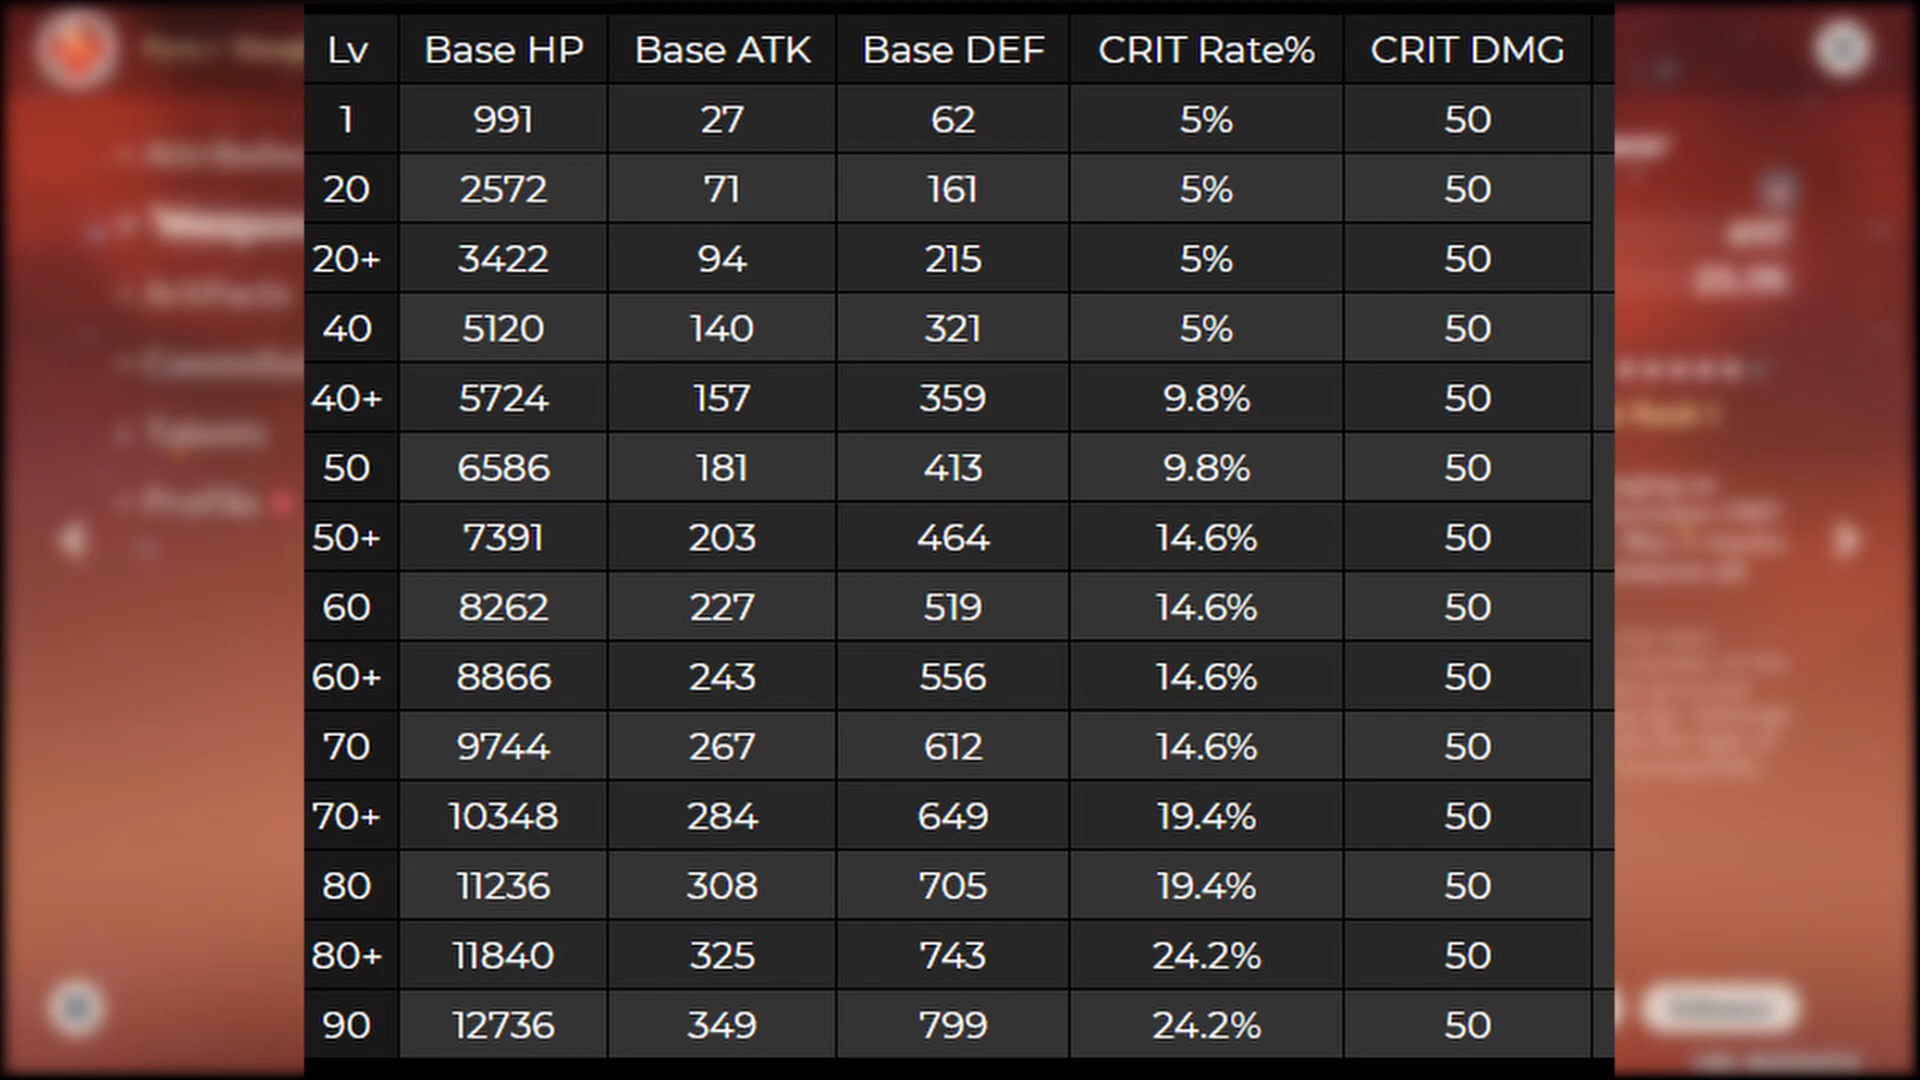 Lv Base HP Base ATK Base DEF CRIT Rate% CRIT DMG
1 991 27 62 5% 50
20 2572 71 161 5% 50
20+ 3422 94 215 5% 50
40 5120 140 321 5% 50
40+ 5724 157 359 9.8% 50
50 6586 181 413 9.8% 50
50+ 7391 203 464 14.6% 50
60 8262 227 519 14.6% 50
60+ 8866 243 556 14.6% 50
70 9744 267 612 14.6% 50
70+ 10348 284 649 19.4% 50
80 11236 308 705 19.4% 50
80+ 11840 325 743 24.2% 50
90 12736 349 799 24.2% 50
Artifacts
Talents
Profile